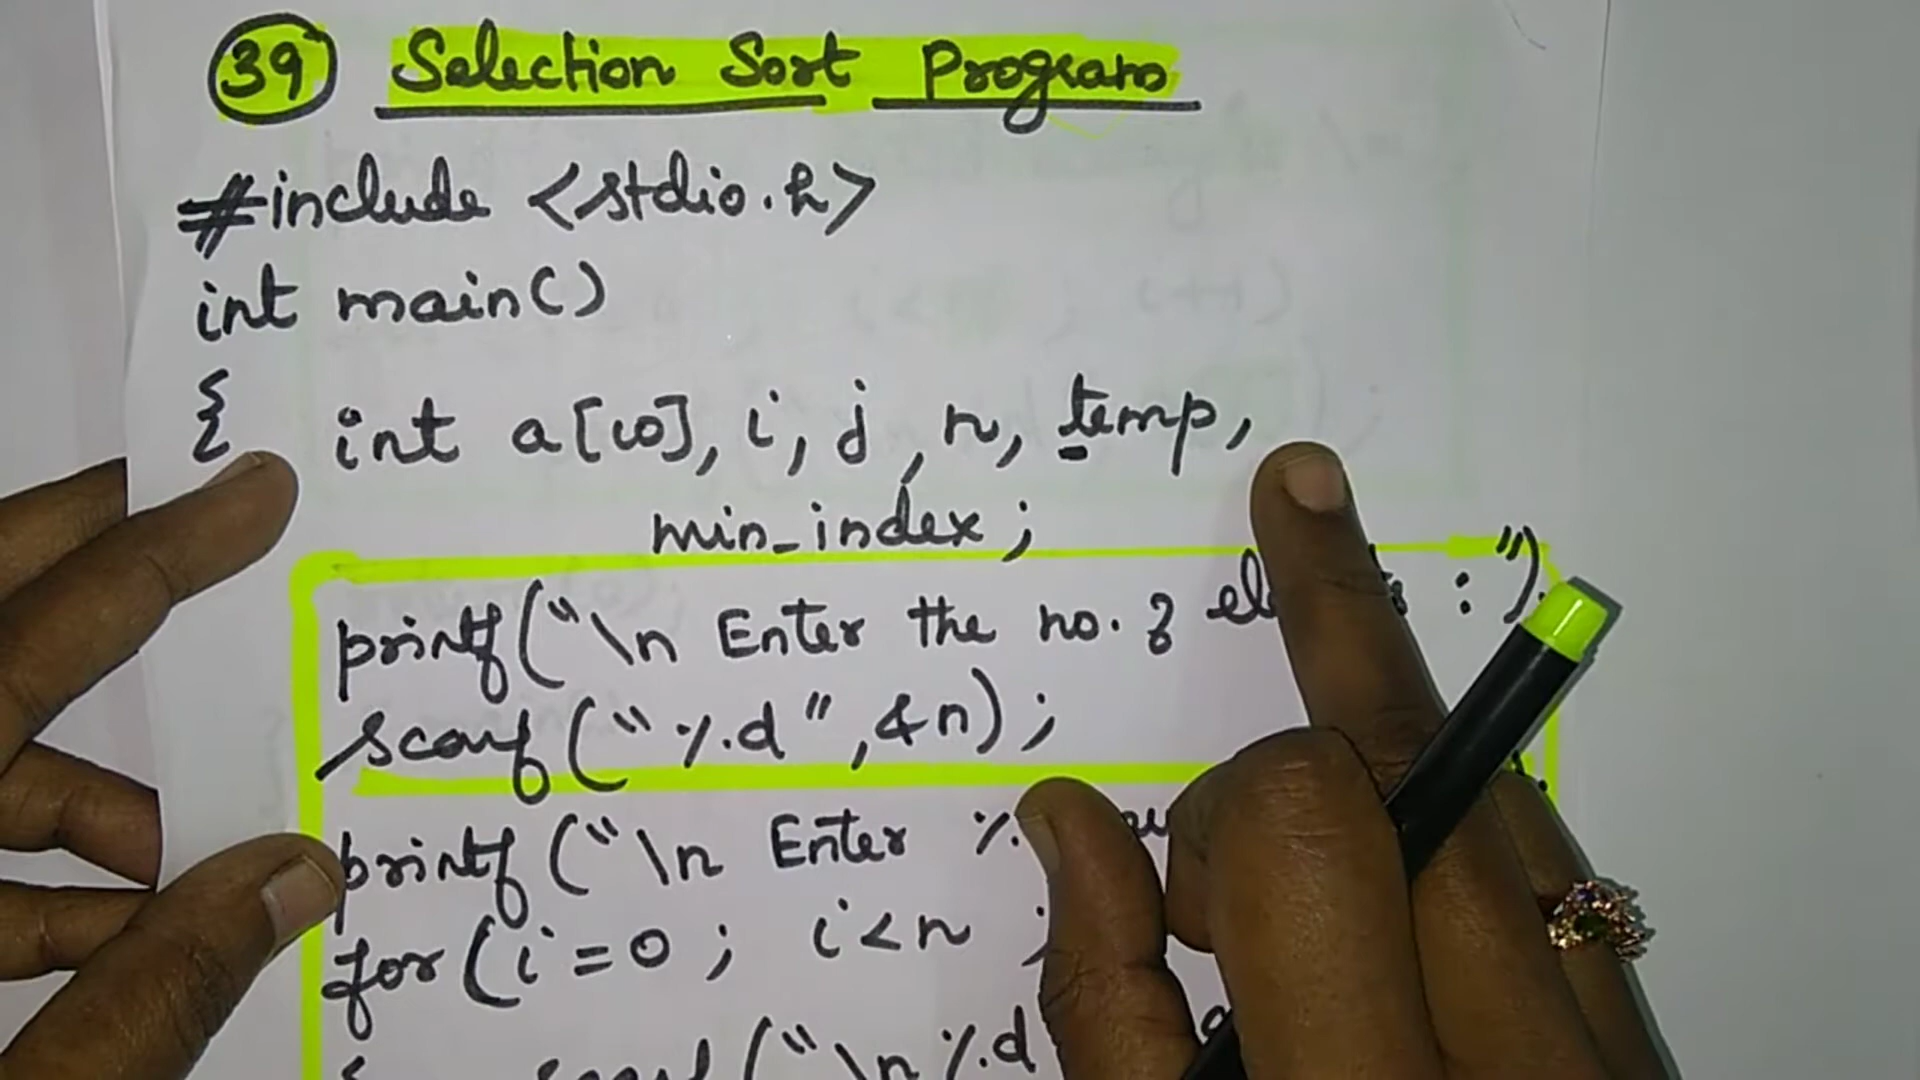 39 Selection Sort Program
#include <stdio.h>
int main()
{ int a[10], i, j, n, temp,
min_index;
printf("\n Enter the no. of : ")
scanf("%d", &n);
printf("\n Enter
for(i=0; i<n ;
{ scanf("\n%d